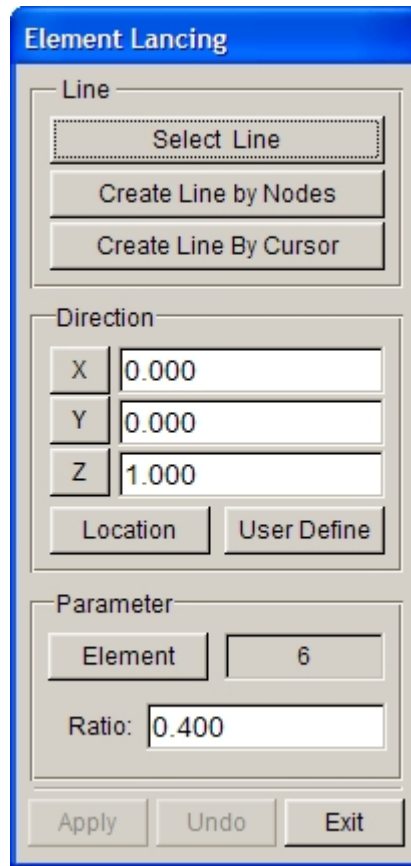 Element Lancing
Line
Select Line
Create Line by Nodes
Create Line By Cursor
Direction
X 0.000
Y 0.000
Z 1.000
Location User Define
Parameter
Element 6
Ratio: 0.400
Apply Undo Exit